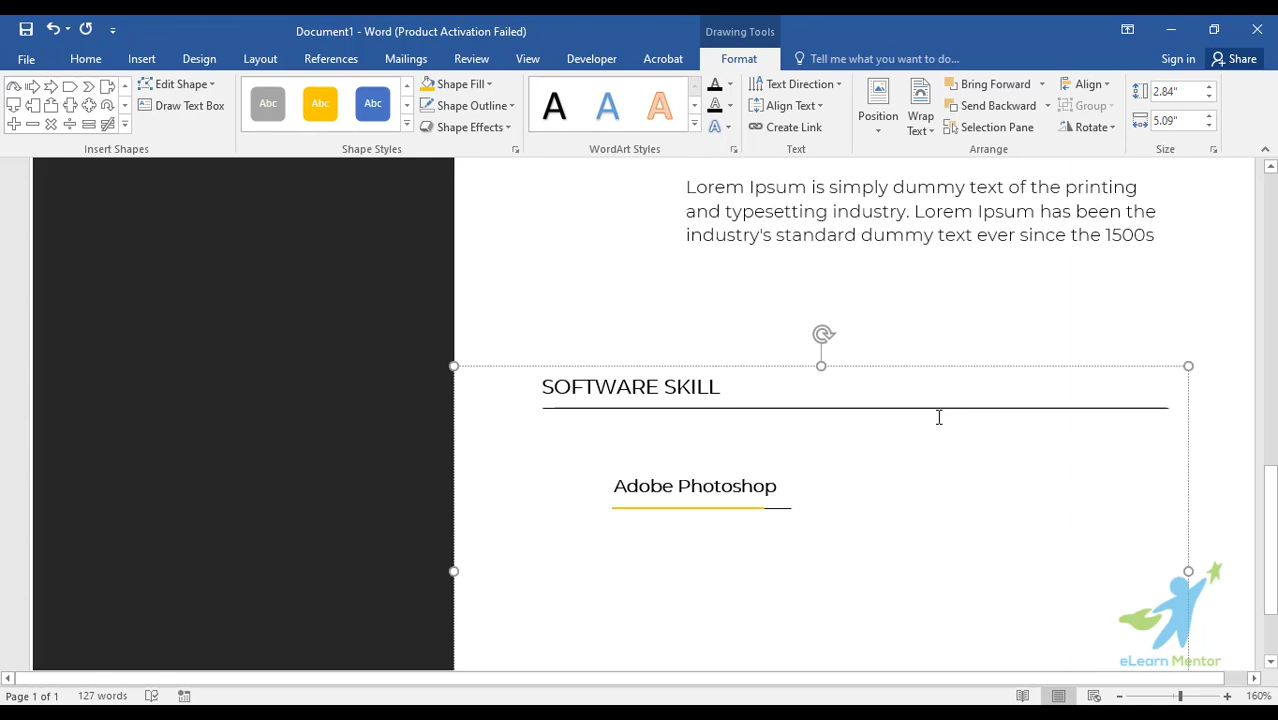 Document1 - Word (Product Activation Failed)
Drawing Tools
File
Home
Insert
Design
Layout
References
Mailings
Review
View
Developer
Acrobat
Format
Tell me what you want to do...
Sign in
Share
Edit Shape
Draw Text Box
Insert Shapes
Abc
Abc
Abc
Shape Fill
Shape Outline
Shape Effects
Shape Styles
A
A
A
WordArt Styles
Text Direction
Align Text
Create Link
Text
Position
Wrap
Text
Bring Forward
Send Backward
Selection Pane
Align
Group
Rotate
Arrange
2.84"
5.09"
Size
Lorem Ipsum is simply dummy text of the printing
and typesetting industry. Lorem Ipsum has been the
industry's standard dummy text ever since the 1500s
SOFTWARE SKILL
Adobe Photoshop
eLearn Mentor
Page 1 of 1
127 words
160%